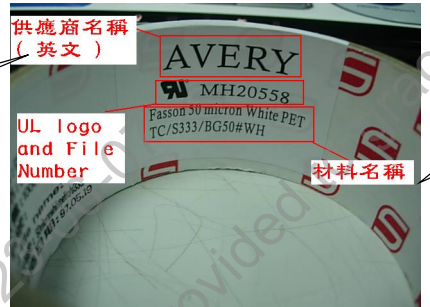 供應商名稱
( 英文 )
AVERY
MH20558
Fasson 50 micron White PET
TC/S333/BG50#WH
UL logo
and File
Number
材料名稱